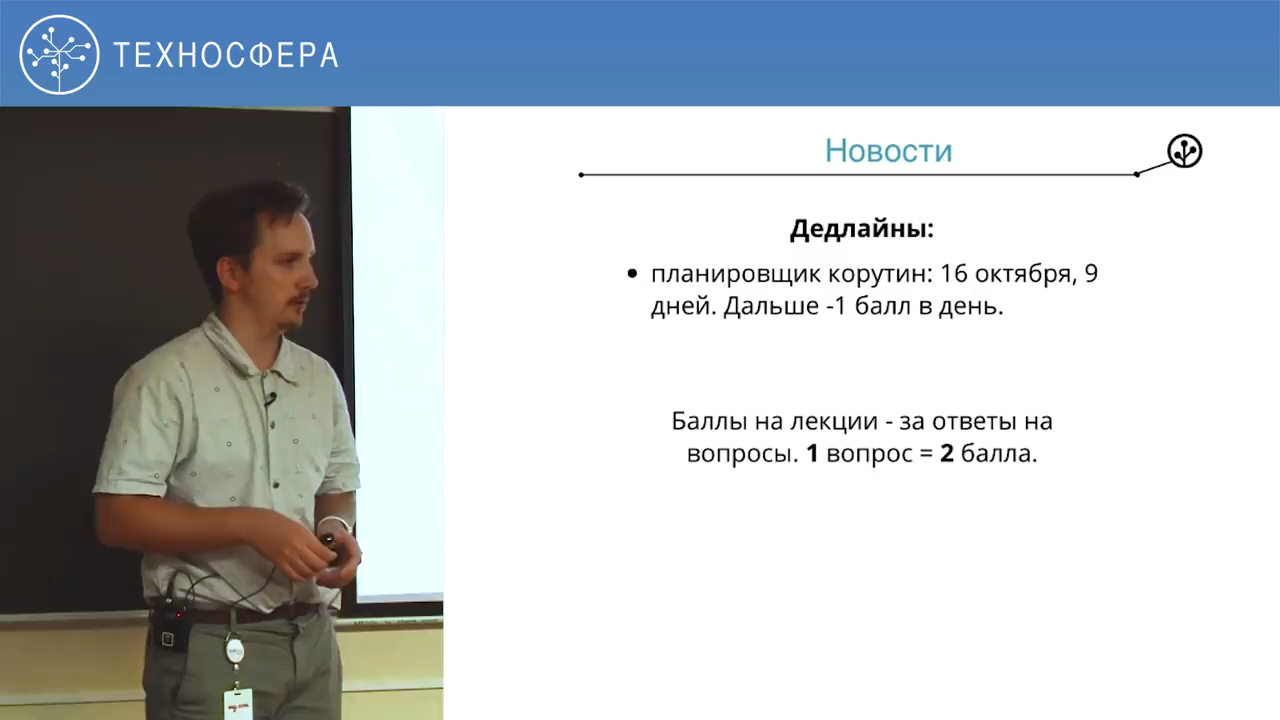 ТЕХНОСФЕРА
Новости
Дедлайны:
• планировщик корутин: 16 октября, 9
дней. Дальше -1 балл в день.
Баллы на лекции - за ответы на
вопросы. 1 вопрос = 2 балла.